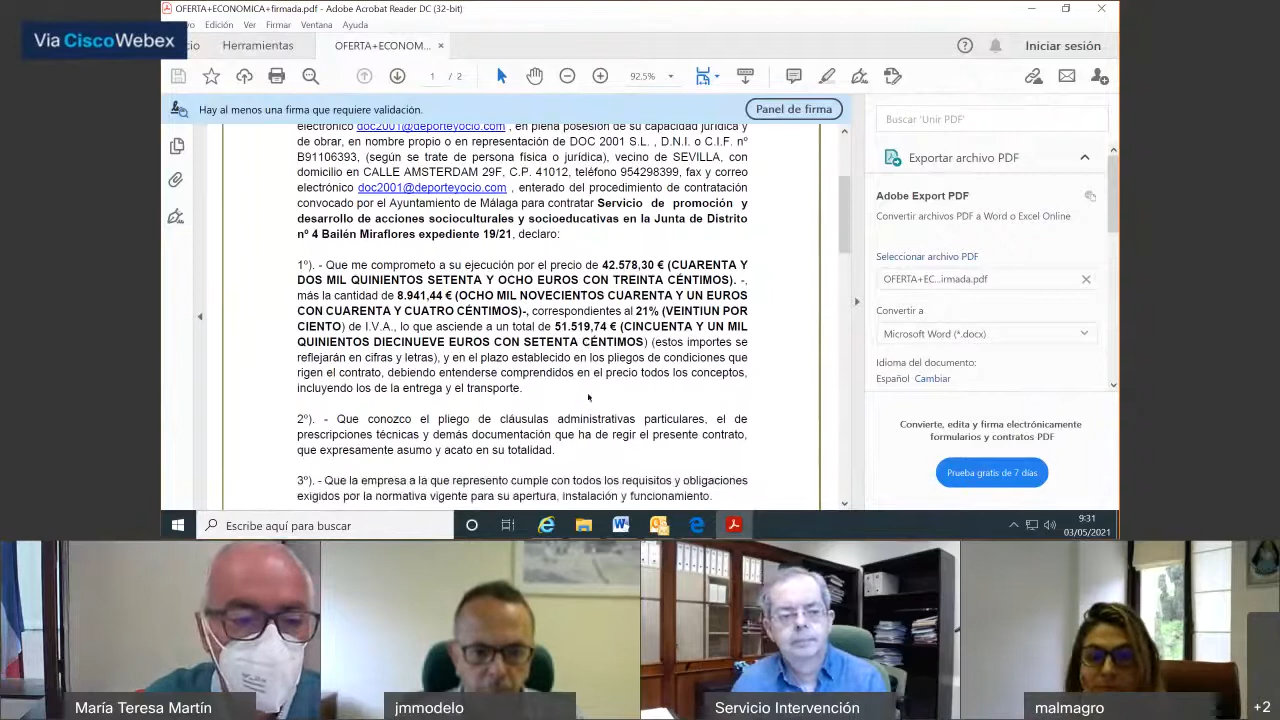 OFERTA+ECONOMICA+firmada.pdf - Adobe Acrobat Reader DC (32-bit)
Via CiscoWebex
Edición Ver Firmar Ventana Ayuda
Herramientas
OFERTA+ECONOM... ×
Iniciar sesión
1 / 2
92.5%
Hay al menos una firma que requiere validación.
Panel de firma
electrónico doc2001@deporteyocio.com , en plena posesión de su capacidad jurídica y
de obrar, en nombre propio o en representación de DOC 2001 S.L. , D.N.I. o C.I.F. nº
B91106393, (según se trate de persona física o jurídica), vecino de SEVILLA, con
domicilio en CALLE AMSTERDAM 29F, C.P. 41012, teléfono 954298399, fax y correo
electrónico doc2001@deporteyocio.com , enterado del procedimiento de contratación
convocado por el Ayuntamiento de Málaga para contratar Servicio de promoción y
desarrollo de acciones socioculturales y socioeducativas en la Junta de Distrito
nº 4 Bailén Miraflores expediente 19/21, declaro:
1º). - Que me comprometo a su ejecución por el precio de 42.578,30 € (CUARENTA Y
DOS MIL QUINIENTOS SETENTA Y OCHO EUROS CON TREINTA CÉNTIMOS). -,
más la cantidad de 8.941,44 € (OCHO MIL NOVECIENTOS CUARENTA Y UN EUROS
CON CUARENTA Y CUATRO CÉNTIMOS)-, correspondientes al 21% (VEINTIUN POR
CIENTO) de I.V.A., lo que asciende a un total de 51.519,74 € (CINCUENTA Y UN MIL
QUINIENTOS DIECINUEVE EUROS CON SETENTA CÉNTIMOS) (estos importes se
reflejarán en cifras y letras), y en el plazo establecido en los pliegos de condiciones que
rigen el contrato, debiendo entenderse comprendidos en el precio todos los conceptos,
incluyendo los de la entrega y el transporte.
2º). - Que conozco el pliego de cláusulas administrativas particulares, el de
prescripciones técnicas y demás documentación que ha de regir el presente contrato,
que expresamente asumo y acato en su totalidad.
3º). - Que la empresa a la que represento cumple con todos los requisitos y obligaciones
exigidos por la normativa vigente para su apertura, instalación y funcionamiento.
Buscar 'Unir PDF'
Exportar archivo PDF
Adobe Export PDF
Convertir archivos PDF a Word o Excel Online
Seleccionar archivo PDF
OFERTA+EC...irmada.pdf
Convertir a
Microsoft Word (*.docx)
Idioma del documento:
Español Cambiar
Convierte, edita y firma electrónicamente
formularios y contratos PDF
Prueba gratis de 7 días
Escribe aquí para buscar
9:31
03/05/2021
María Teresa Martín
jmmodelo
Servicio Intervención
malmagro
+2